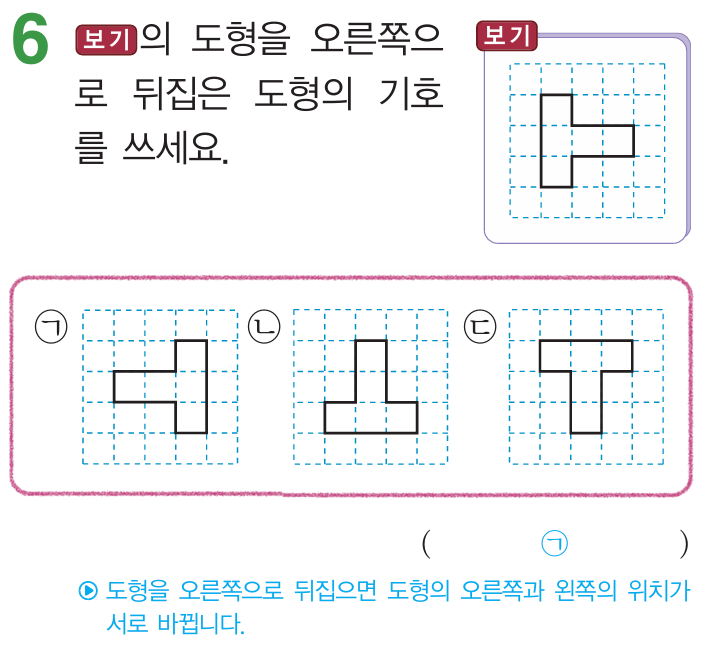 6 보기의 도형을 오른쪽으
로 뒤집은 도형의 기호
를 쓰세요.
보기
㉠ ㉡ ㉢
( ㉠ )
도형을 오른쪽으로 뒤집으면 도형의 오른쪽과 왼쪽의 위치가
서로 바뀝니다.